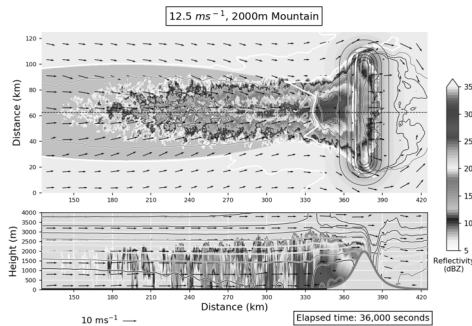 12.5 ms⁻¹, 2000m Mountain
Distance (km)
120
100
80
60
40
20
0
150 180 210 240 270 300 330 360 390 420
Height (m)
4000
3500
3000
2500
2000
1500
1000
500
0
150 180 210 240 270 300 330 360 390 420
Distance (km)
10 ms⁻¹
Elapsed time: 36,000 seconds
35
30
25
20
15
10
5
Reflectivity
(dBZ)